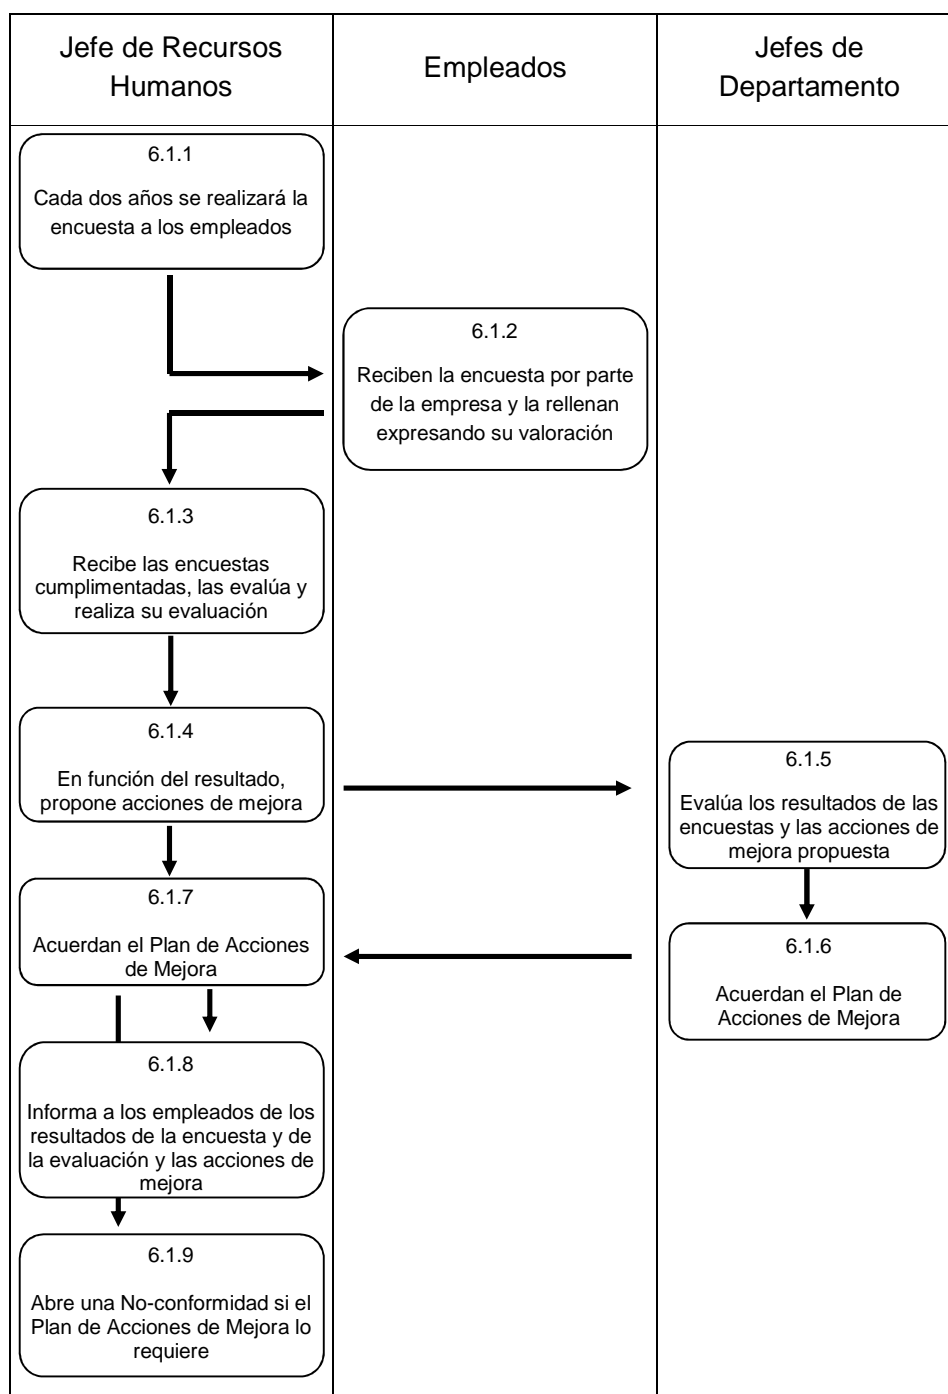 Jefe de Recursos
Humanos
Empleados
Jefes de
Departamento
6.1.1
Cada dos años se realizará la
encuesta a los empleados
6.1.2
Reciben la encuesta por parte
de la empresa y la rellenan
expresando su valoración
6.1.3
Recibe las encuestas
cumplimentadas, las evalúa y
realiza su evaluación
6.1.4
En función del resultado,
propone acciones de mejora
6.1.5
Evalúa los resultados de las
encuestas y las acciones de
mejora propuesta
6.1.7
Acuerdan el Plan de Acciones
de Mejora
6.1.6
Acuerdan el Plan de
Acciones de Mejora
6.1.8
Informa a los empleados de los
resultados de la encuesta y de
la evaluación y las acciones de
mejora
6.1.9
Abre una No-conformidad si el
Plan de Acciones de Mejora lo
requiere